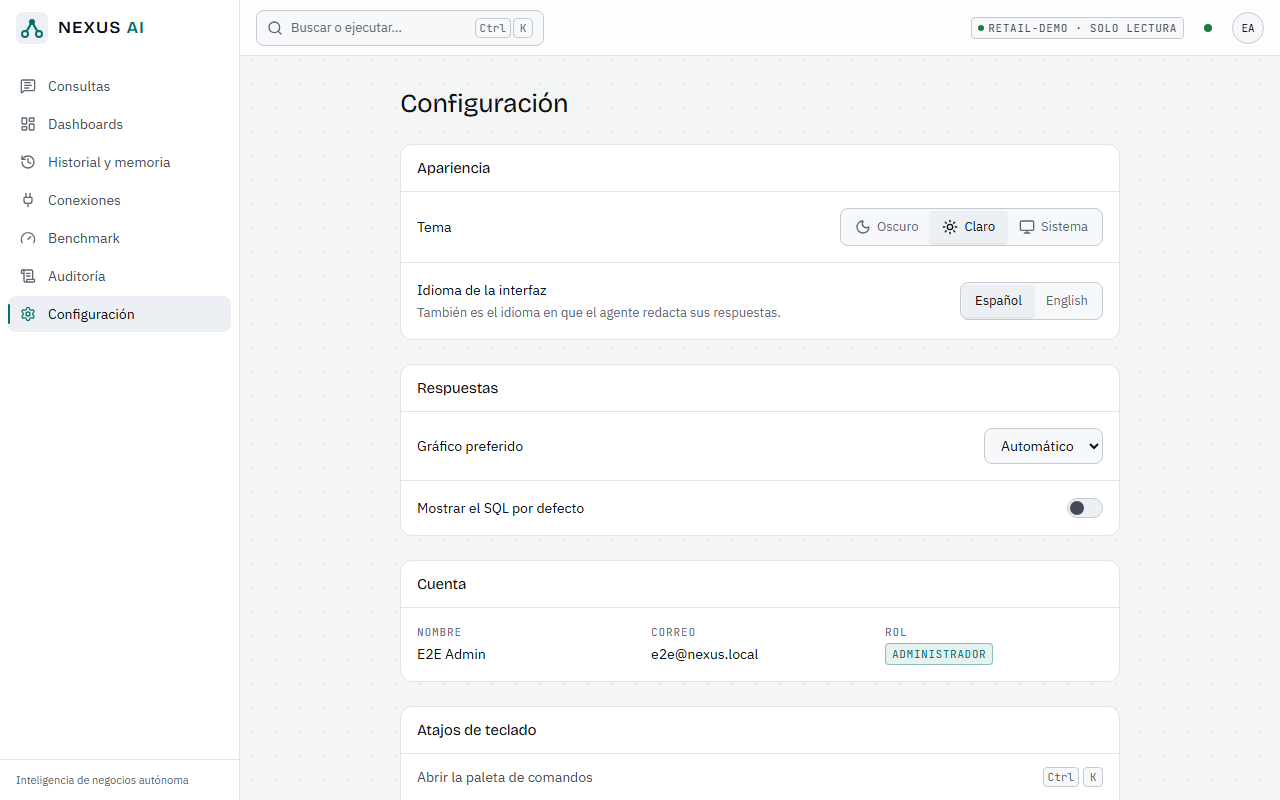 NEXUS AI
Buscar o ejecutar... Ctrl K
RETAIL-DEMO · SOLO LECTURA
EA
Consultas
Dashboards
Historial y memoria
Conexiones
Benchmark
Auditoría
Configuración
Inteligencia de negocios autónoma
Configuración
Apariencia
Tema
Oscuro Claro Sistema
Idioma de la interfaz
También es el idioma en que el agente redacta sus respuestas.
Español English
Respuestas
Gráfico preferido
Automático
Mostrar el SQL por defecto
Cuenta
NOMBRE CORREO ROL
E2E Admin e2e@nexus.local ADMINISTRADOR
Atajos de teclado
Abrir la paleta de comandos Ctrl K